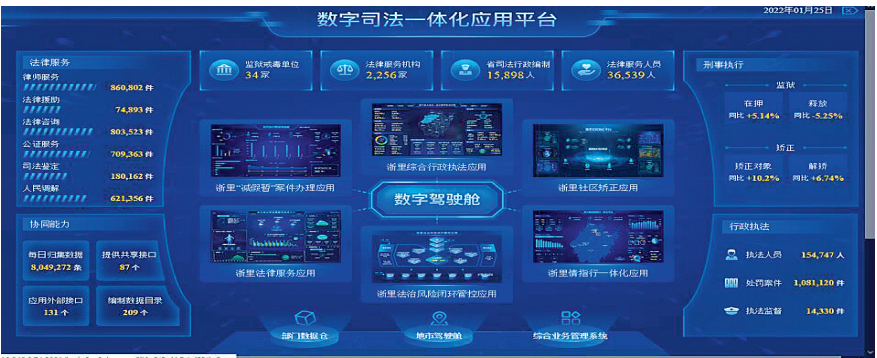 数字司法一体化应用平台
2022年01月25日
法律服务
律师服务
860,802 件
法律援助
74,893 件
法律咨询
803,523 件
公证服务
709,363 件
司法鉴定
180,162 件
人民调解
621,356 件
协同能力
每日归集数据
8,049,272 条
提供共享接口
87 个
应用外部接口
131 个
编制数据目录
209 个
监狱戒毒单位
34 家
法律服务机构
2,256 家
省司法行政编制
15,898 人
法律服务人员
36,539 人
浙里“减假暂”案件办理应用
浙里综合行政执法应用
浙里社区矫正应用
数字驾驶舱
浙里法律服务应用
浙里法治风险闭环管控应用
浙里情指行一体化应用
部门数据仓
地市驾驶舱
综合业务管理系统
刑事执行
监狱
在押
同比 +5.14%
释放
同比 -5.25%
矫正
矫正对象
同比 +10.2%
解矫
同比 +6.74%
行政执法
执法人员
154,747 人
处罚案件
1,081,120 件
执法监督
14,330 件